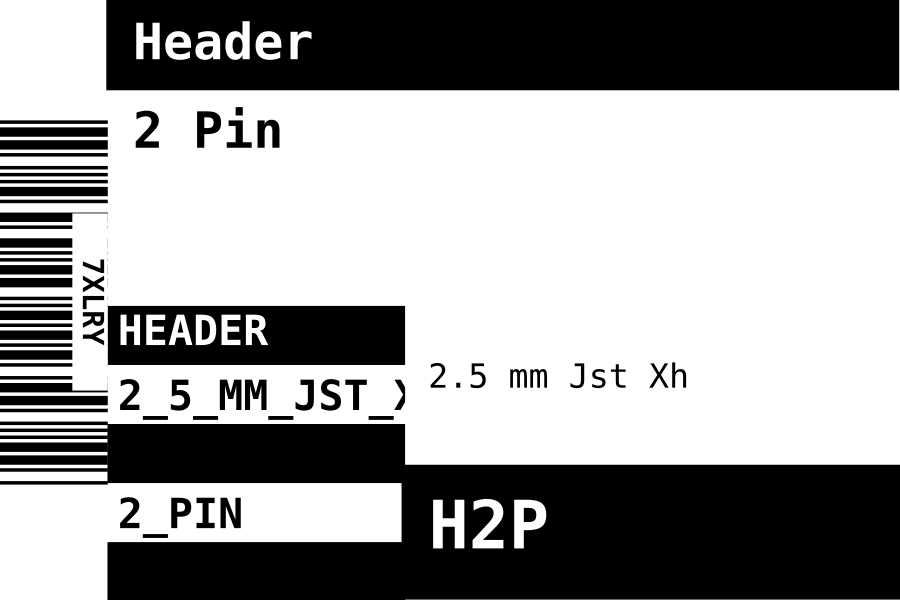 Header
2 Pin
7XLRY
HEADER
2_5_MM_JST_X
2.5 mm Jst Xh
2_PIN
H2P